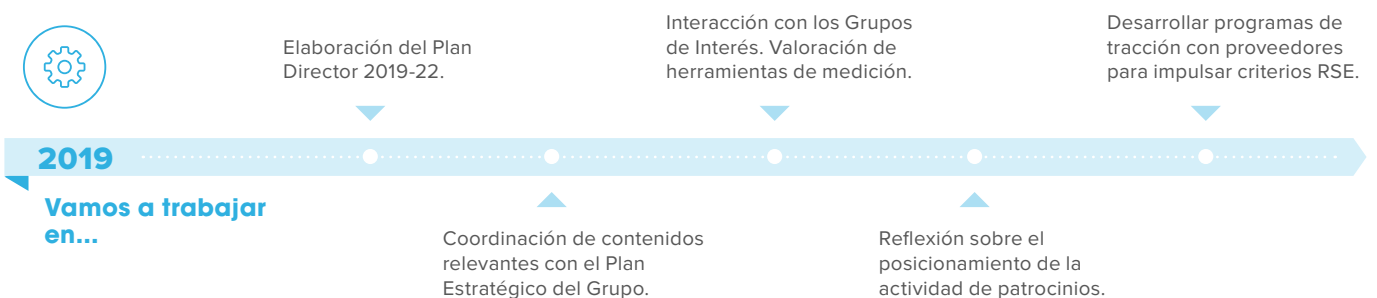 2019
Vamos a trabajar
en...
Elaboración del Plan
Director 2019-22.
Coordinación de contenidos
relevantes con el Plan
Estratégico del Grupo.
Interacción con los Grupos
de Interés. Valoración de
herramientas de medición.
Reflexión sobre el
posicionamiento de la
actividad de patrocinios.
Desarrollar programas de
tracción con proveedores
para impulsar criterios RSE.